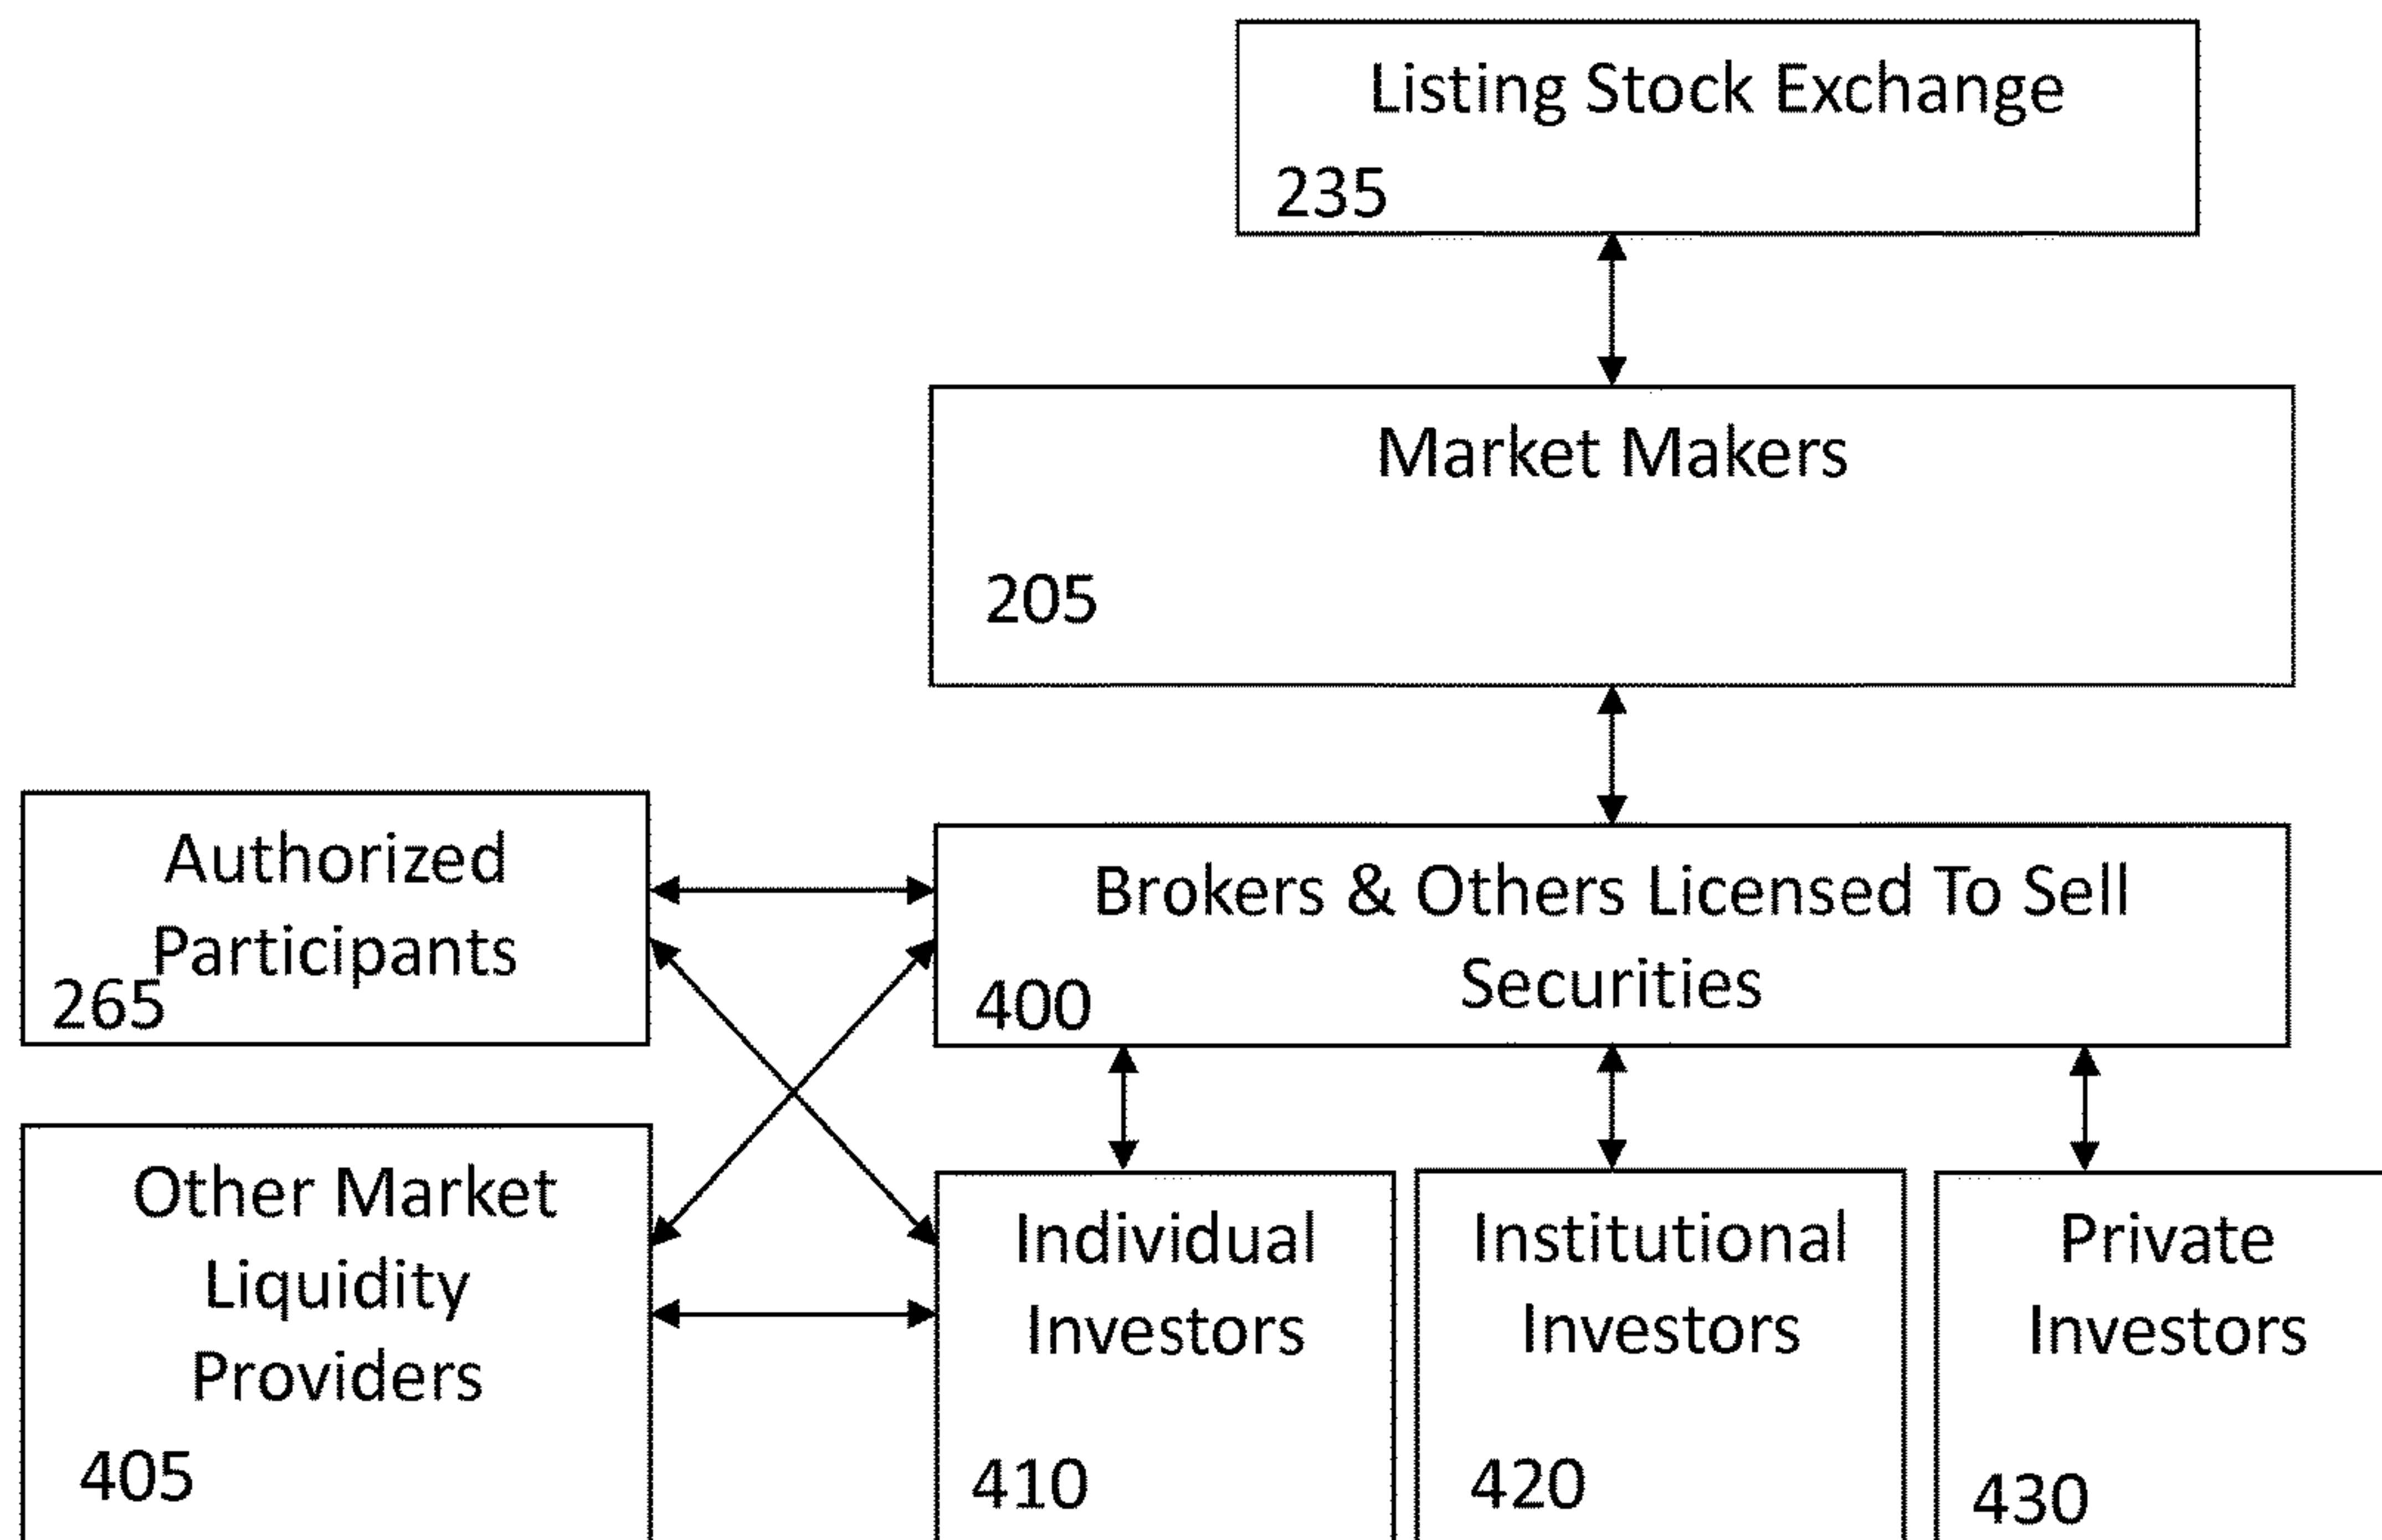 Listing Stock Exchange
235
Market Makers
205
Authorized
Participants
265
Brokers & Others Licensed To Sell
Securities
400
Other Market
Liquidity
Providers
405
Individual
Investors
410
Institutional
Investors
420
Private
Investors
430